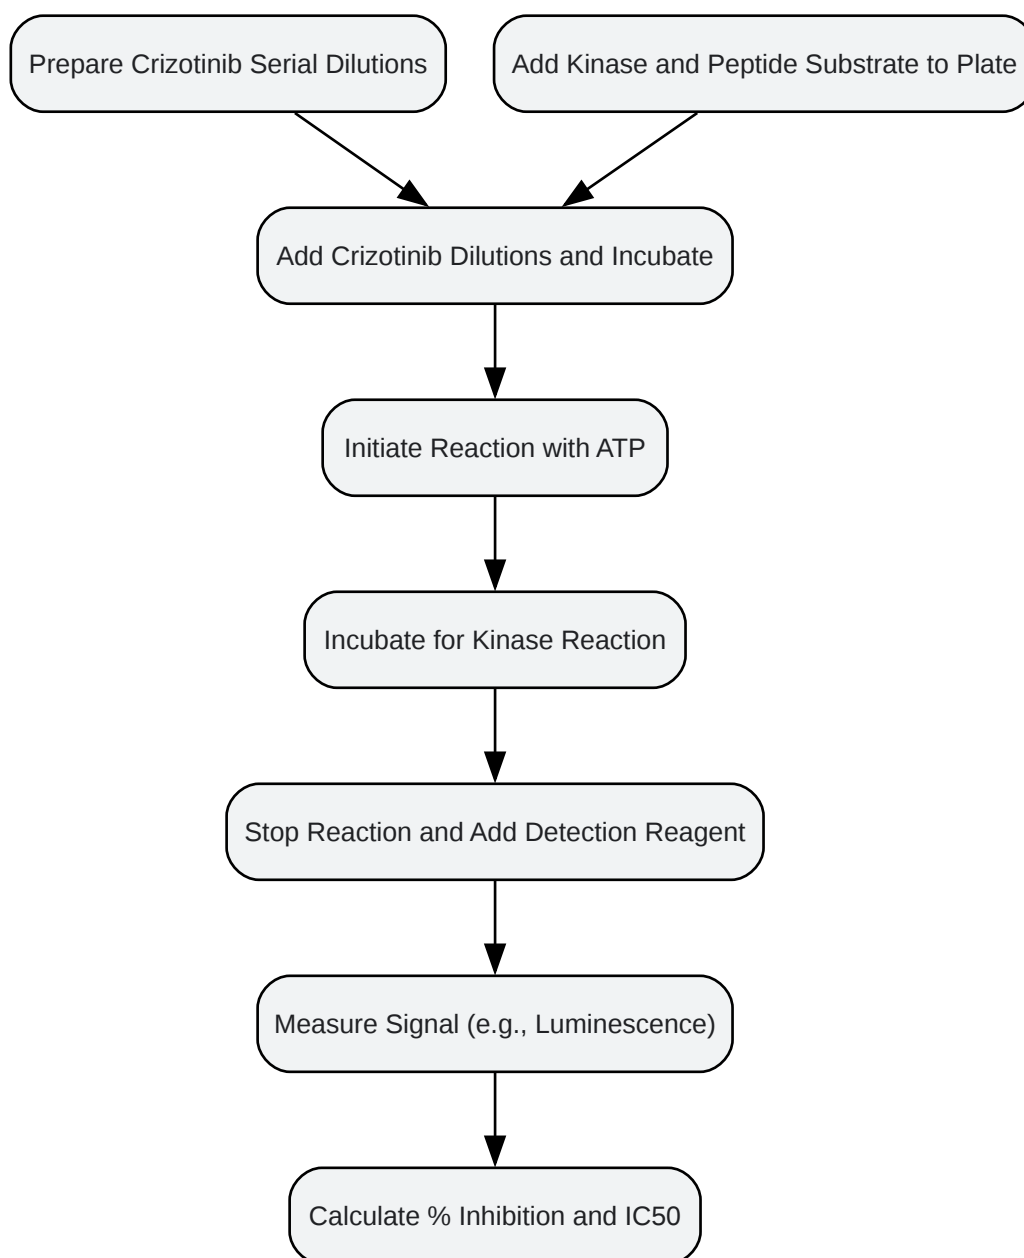 Prepare Crizotinib Serial Dilutions
Add Kinase and Peptide Substrate to Plate
Add Crizotinib Dilutions and Incubate
Initiate Reaction with ATP
Incubate for Kinase Reaction
Stop Reaction and Add Detection Reagent
Measure Signal (e.g., Luminescence)
Calculate % Inhibition and IC50